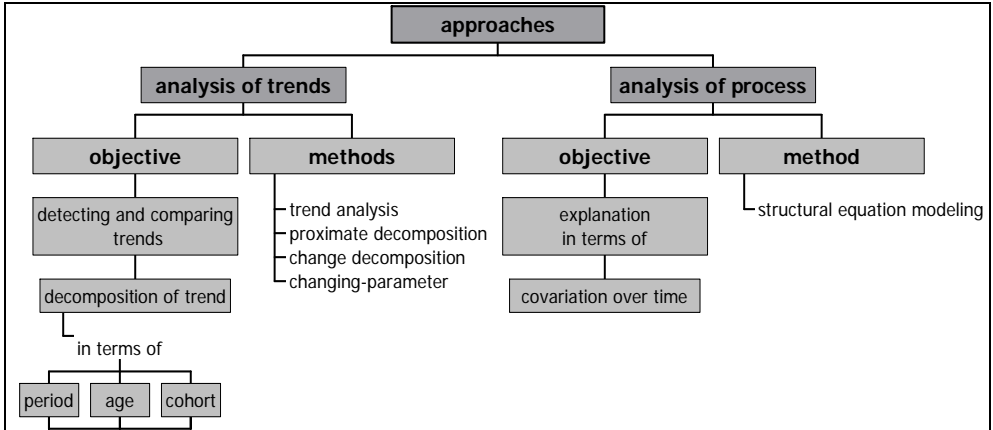 approaches
analysis of trends
analysis of process
objective
methods
objective
method
detecting and comparing
trends
trend analysis
proximate decomposition
change decomposition
changing-parameter
explanation
in terms of
structural equation modeling
decomposition of trend
covariation over time
in terms of
period
age
cohort